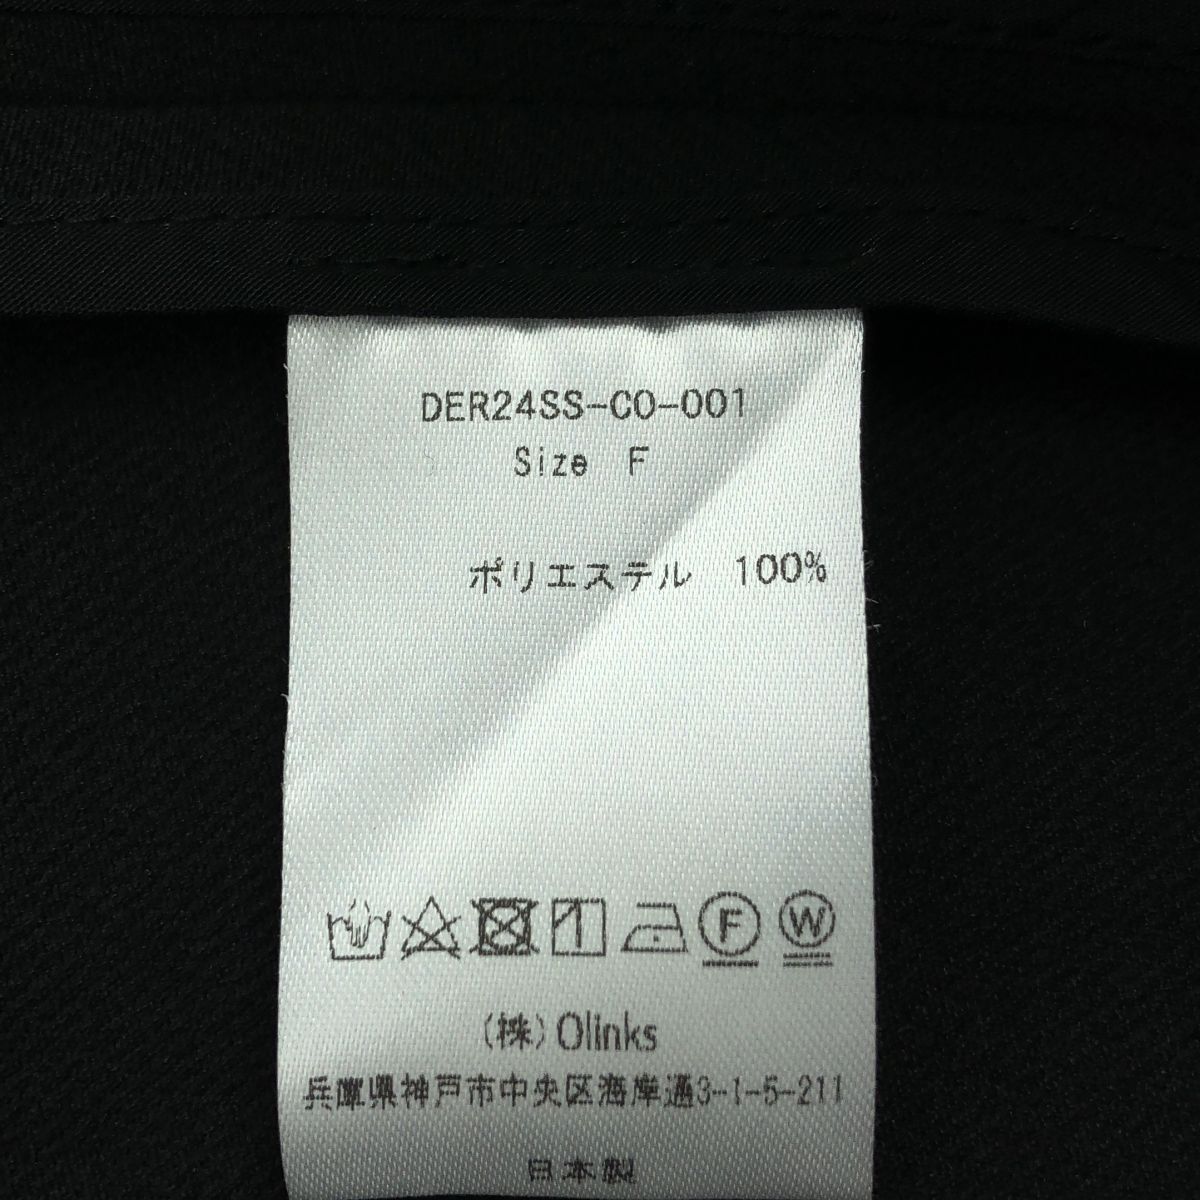 DER24SS-CO-001
Size F
ポリエステル 100%
F W
(株)Olinks
兵庫県神戸市中央区海岸通3-1-5-211
日本製